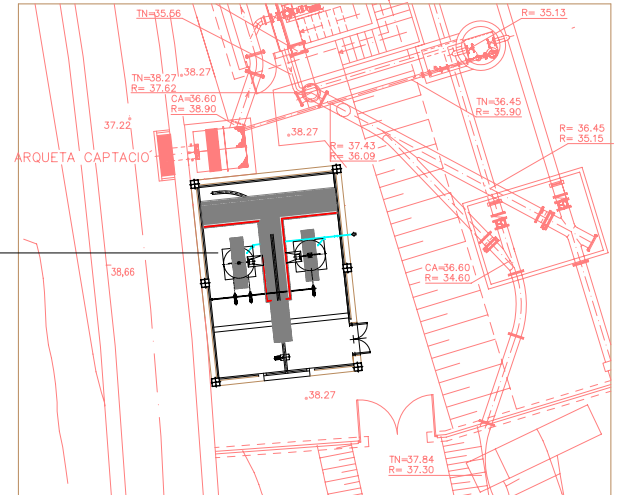 TN=35.66
R= 35.13
TN=38.27
R= 37.62
38.27
CA=36.60
R= 38.90
TN=36.45
R= 35.90
37.22
38.27
R= 36.45
R= 35.15
R= 37.43
R= 36.09
ARQUETA CAPTACIO
38,66
CA=36.60
R= 34.60
38.27
TN=37.84
R= 37.30